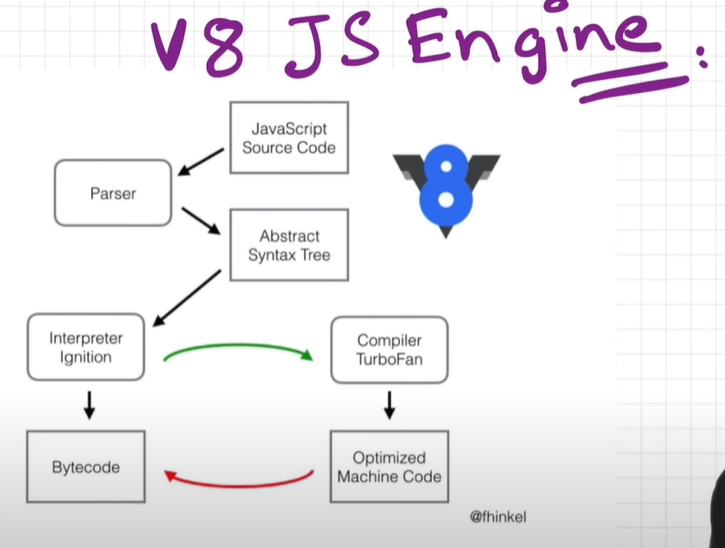 V8 JS Engine :
JavaScript
Source Code
Parser
8
Abstract
Syntax Tree
Interpreter
Ignition
Compiler
TurboFan
Bytecode
Optimized
Machine Code
@fhinkel